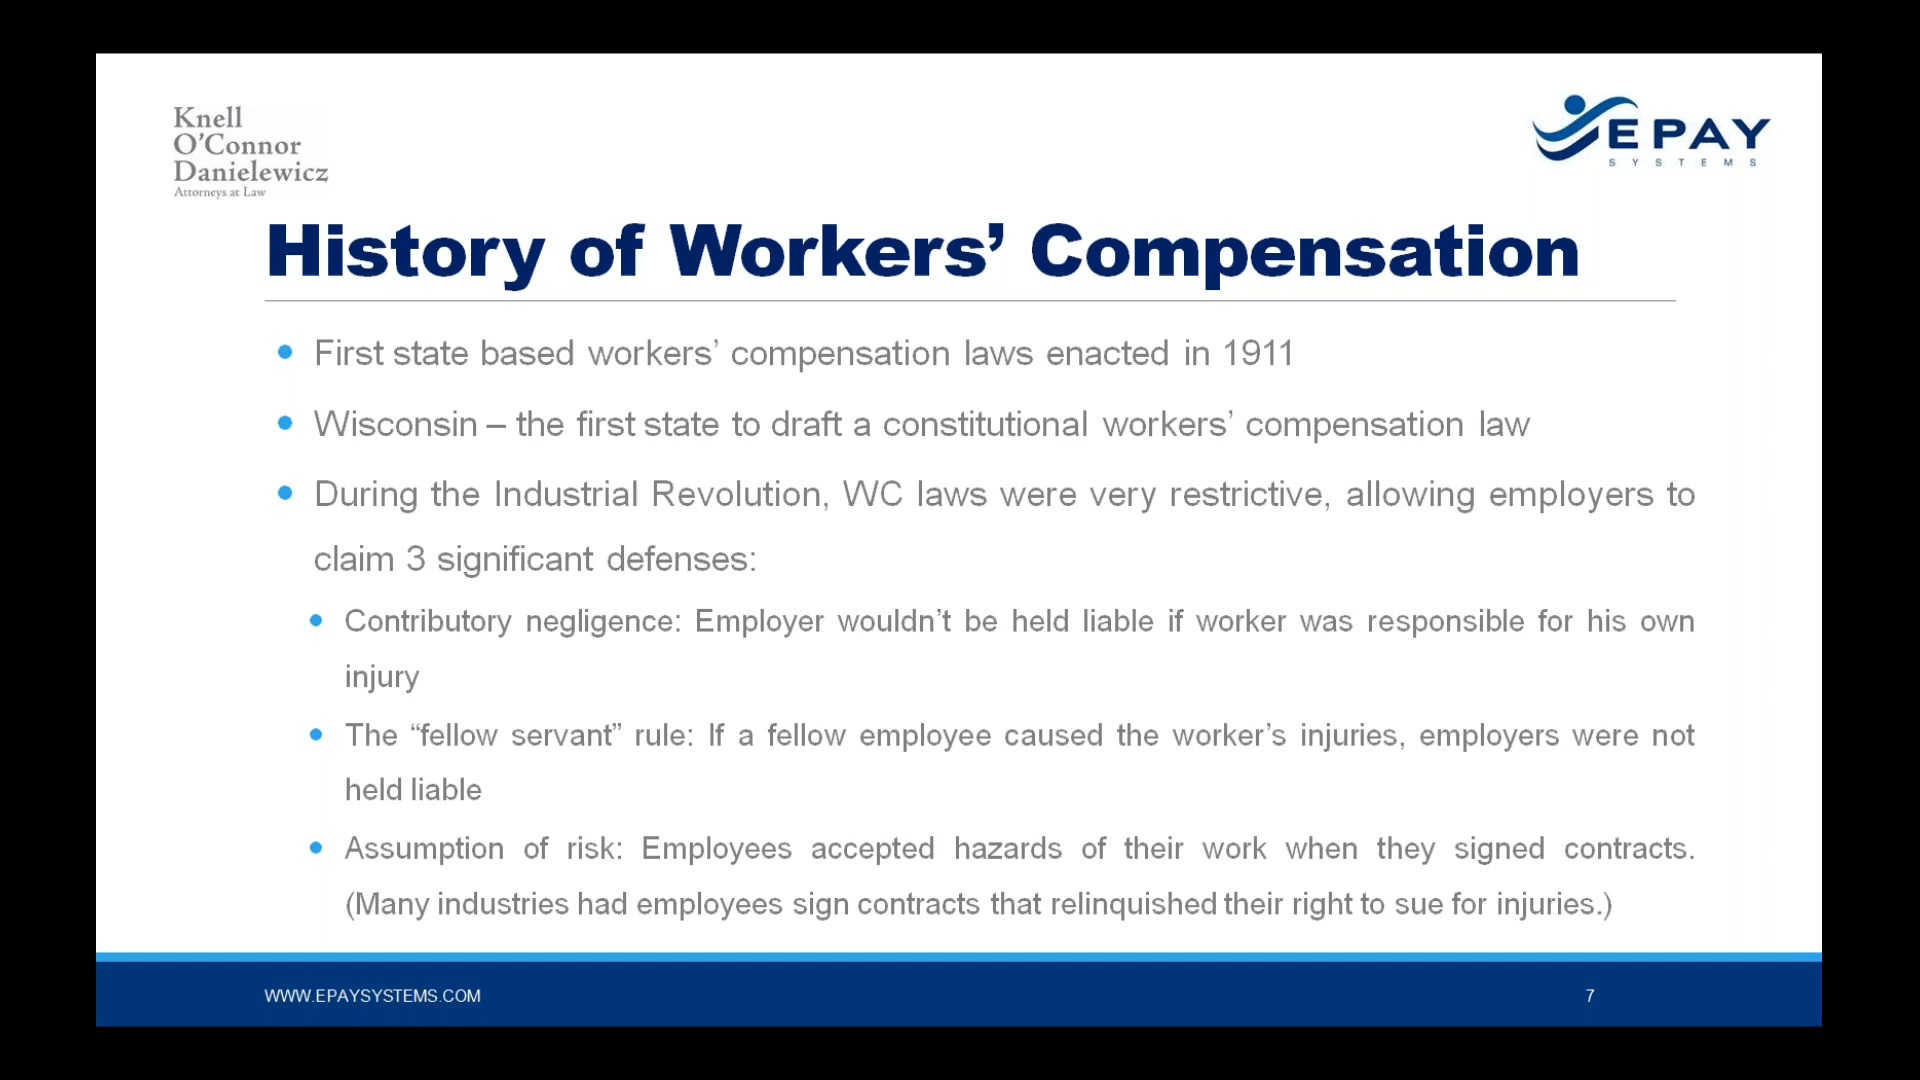 Knell
O'Connor
Danielewicz
Attorneys at Law
EPAY
SYSTEMS
History of Workers’ Compensation
First state based workers’ compensation laws enacted in 1911
Wisconsin – the first state to draft a constitutional workers’ compensation law
During the Industrial Revolution, WC laws were very restrictive, allowing employers to
claim 3 significant defenses:
Contributory negligence: Employer wouldn’t be held liable if worker was responsible for his own
injury
The “fellow servant” rule: If a fellow employee caused the worker’s injuries, employers were not
held liable
Assumption of risk: Employees accepted hazards of their work when they signed contracts.
(Many industries had employees sign contracts that relinquished their right to sue for injuries.)
WWW.EPAYSYSTEMS.COM
7